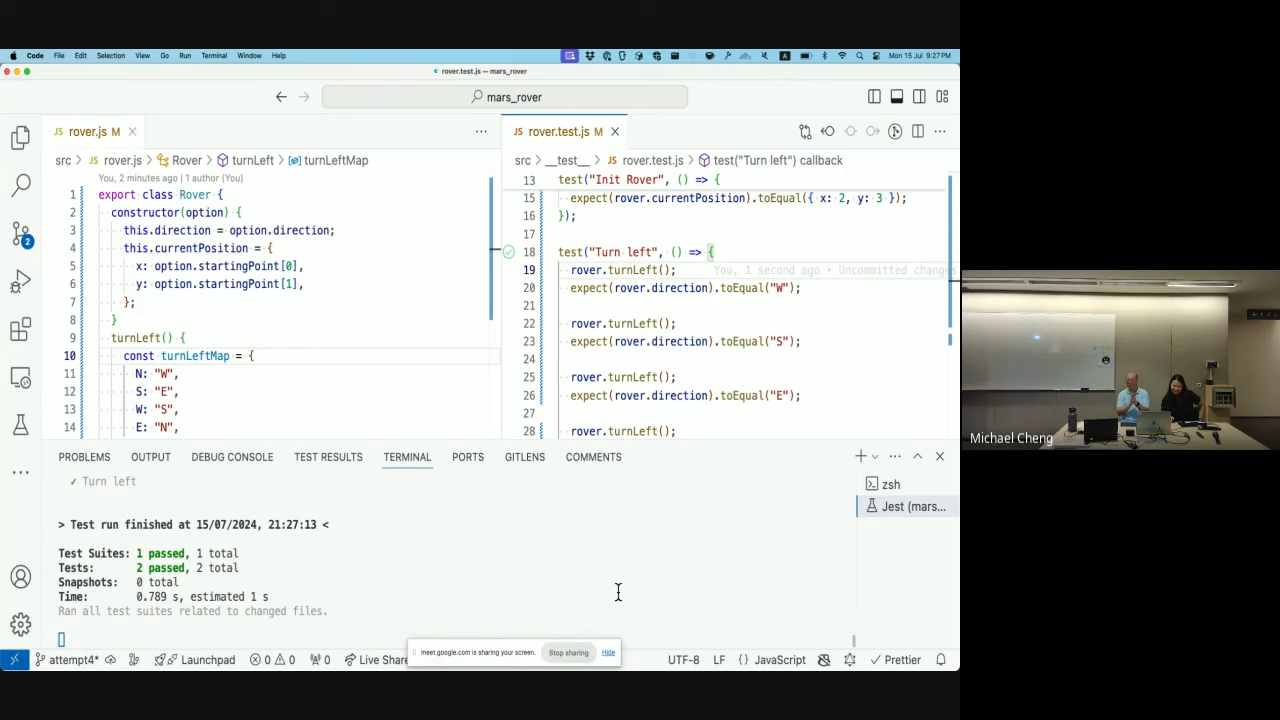 Code File Edit Selection View Go Run Terminal Window Help
A
Mon 15 Jul 9:27 PM
rover.test.js — mars_rover
mars_rover
JS rover.js M
src > JS rover.js > Rover > turnLeft > turnLeftMap
You, 2 minutes ago | 1 author (You)
1 export class Rover {
2 constructor(option) {
3 this.direction = option.direction;
4 this.currentPosition = {
5 x: option.startingPoint[0],
6 y: option.startingPoint[1],
7 };
8 }
9 turnLeft() {
10 const turnLeftMap = {
11 N: "W",
12 S: "E",
13 W: "S",
14 E: "N",
JS rover.test.js M
src > __test__ > JS rover.test.js > test("Turn left") callback
13 test("Init Rover", () => {
15 expect(rover.currentPosition).toEqual({ x: 2, y: 3 });
16 });
17
18 test("Turn left", () => {
19 rover.turnLeft(); You, 1 second ago • Uncommitted changes
20 expect(rover.direction).toEqual("W");
21
22 rover.turnLeft();
23 expect(rover.direction).toEqual("S");
24
25 rover.turnLeft();
26 expect(rover.direction).toEqual("E");
27
28 rover.turnLeft();
2
PROBLEMS OUTPUT DEBUG CONSOLE TEST RESULTS TERMINAL PORTS GITLENS COMMENTS
✓ Turn left
> Test run finished at 15/07/2024, 21:27:13 <
Test Suites: 1 passed, 1 total
Tests: 2 passed, 2 total
Snapshots: 0 total
Time: 0.789 s, estimated 1 s
Ran all test suites related to changed files.
zsh
Jest (mars...
meet.google.com is sharing your screen. Stop sharing Hide
attempt4* Launchpad 0 0 0 Live Share UTF-8 LF {} JavaScript Prettier
Michael Cheng